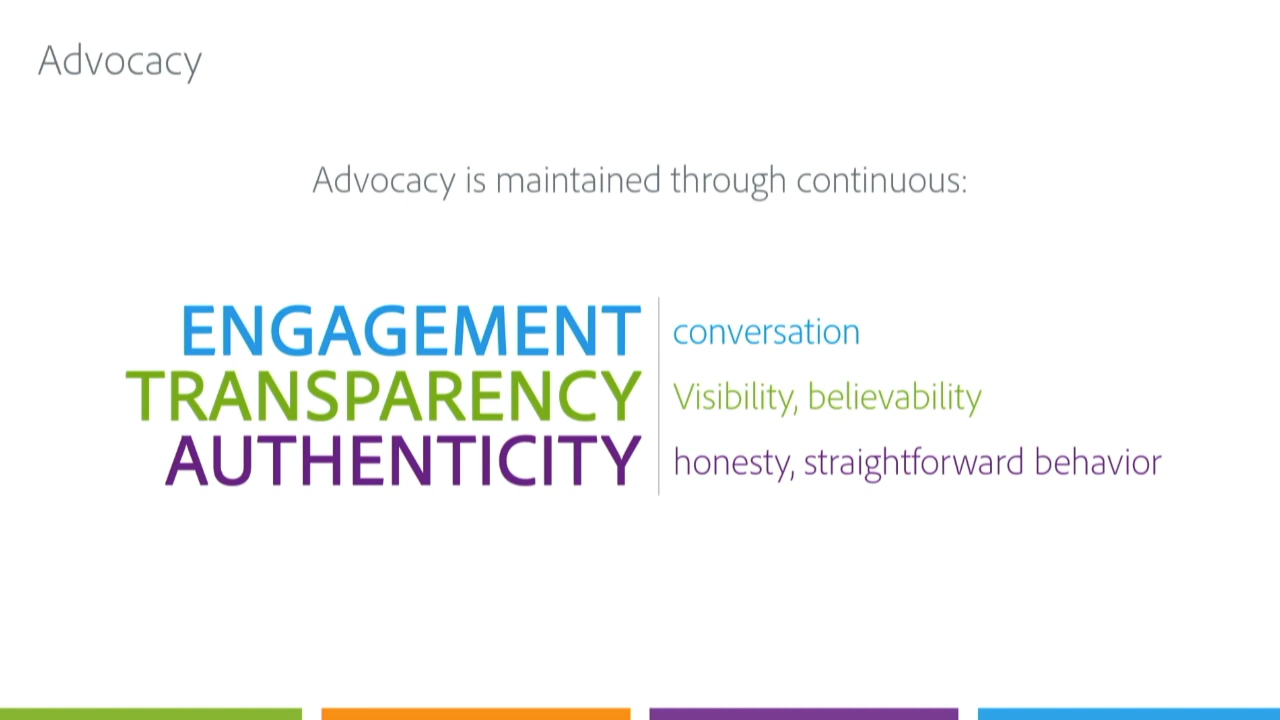 Advocacy
Advocacy is maintained through continuous:
ENGAGEMENT conversation
TRANSPARENCY Visibility, believability
AUTHENTICITY honesty, straightforward behavior